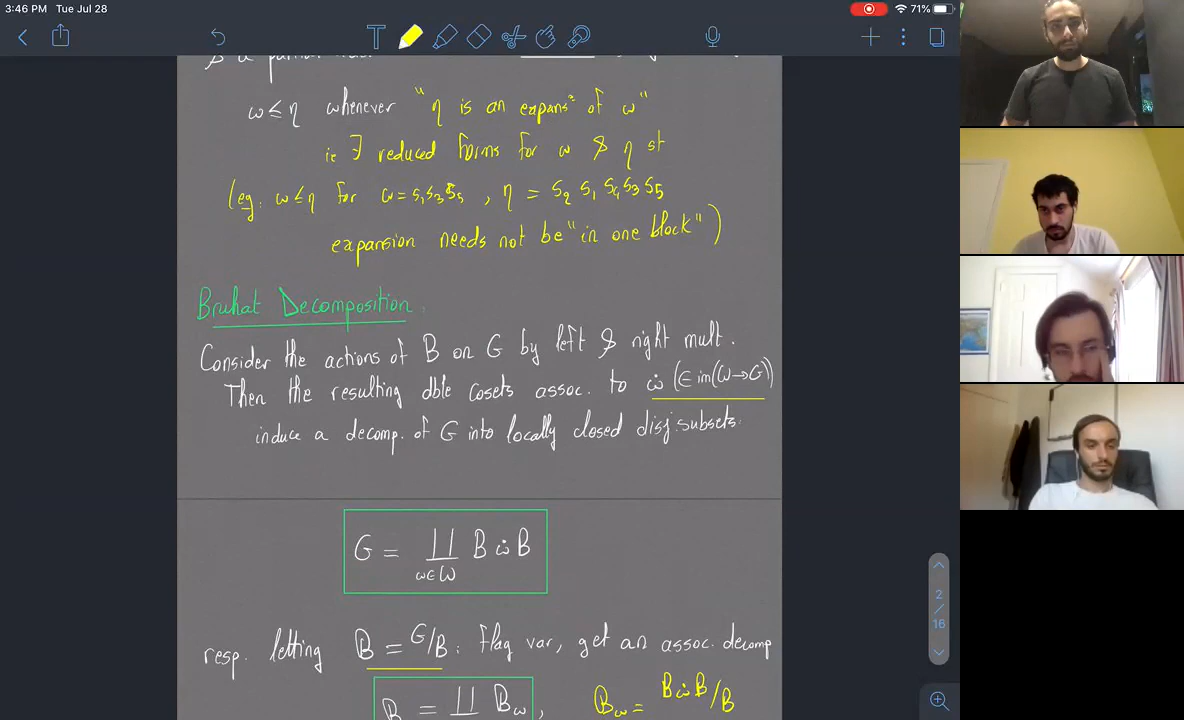 3:46 PM Tue Jul 28
71%
ω ≤ η whenever "η is an expans° of ω"
ie ∃ reduced forms for ω & η st
(eg. ω ≤ η for ω = s₁s₃s₅ , η = s₂ s₁ s₄ s₃ s₅
expansion needs not be "in one block")
Bruhat Decomposition.
Consider the actions of B on G by left & right mult.
Then the resulting dble cosets assoc. to ω̇ (∈ im(W→G))
induce a decomp. of G into locally closed disj. subsets.
G = ∐ B ω̇ B
ω∈W
resp. letting B = G/B : flag var, get an assoc. decomp
B = ∐ B_ω , B_ω = Bω̇B/B
2
/
16